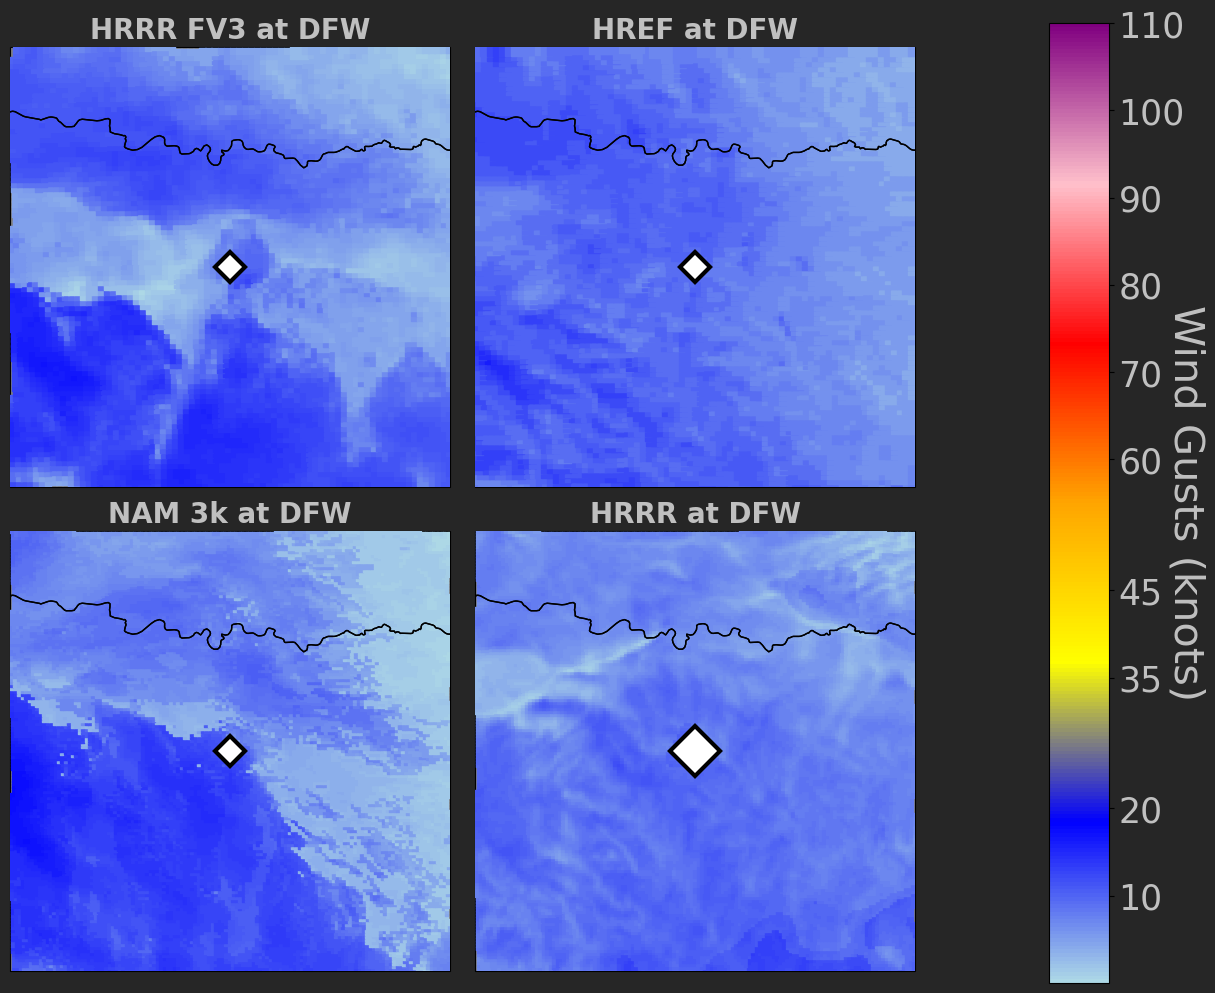 HRRR FV3 at DFW
HREF at DFW
NAM 3k at DFW
HRRR at DFW
110
100
90
80
70
60
45
35
20
10
Wind Gusts (knots)